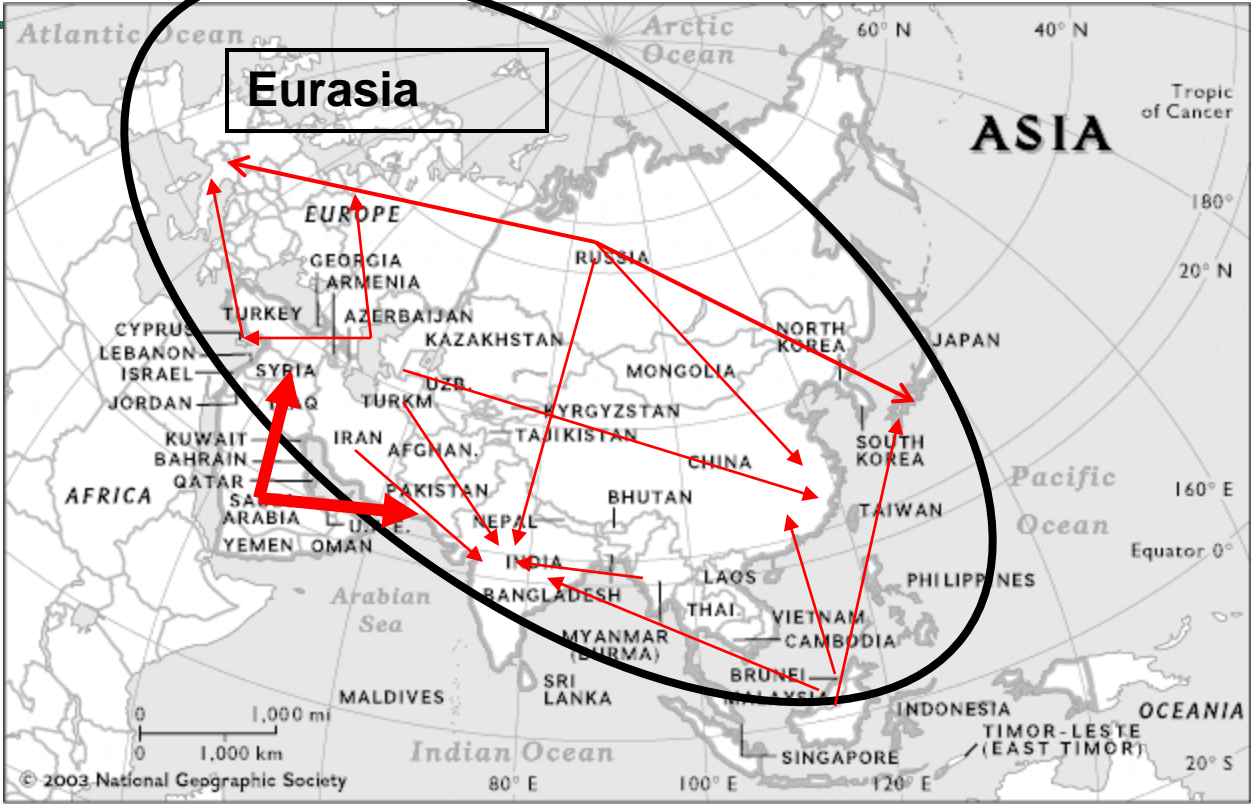 Atlantic Ocean
Arctic
Ocean
60° N
40° N
Eurasia
Tropic
of Cancer
ASIA
180°
EUROPE
RUSSIA
GEORGIA
ARMENIA
20° N
TURKEY
AZERBAIJAN
CYPRUS
KAZAKHSTAN
NORTH
KOREA
JAPAN
LEBANON
ISRAEL
SYRIA
MONGOLIA
UZB.
JORDAN
IRAQ
TURKM.
KYRGYZSTAN
TAJIKISTAN
KUWAIT
IRAN
AFGHAN.
SOUTH
KOREA
BAHRAIN
CHINA
QATAR
PAKISTAN
AFRICA
SAUDI
ARABIA
BHUTAN
Pacific
Ocean
160° E
TAIWAN
U.A.E.
NEPAL
YEMEN
OMAN
INDIA
Equator 0°
LAOS
PHILIPPINES
BANGLADESH
Arabian
Sea
THAI.
VIETNAM
MYANMAR
(BURMA)
CAMBODIA
BRUNEI
SRI
LANKA
MALDIVES
MALAYSIA
INDONESIA
OCEANIA
0
1,000 mi
0
1,000 km
TIMOR-LESTE
(EAST TIMOR)
Indian Ocean
SINGAPORE
20° S
© 2003 National Geographic Society
80° E
100° E
120° E